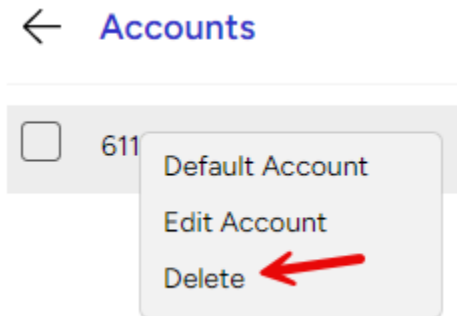 Accounts
611
Default Account
Edit Account
Delete